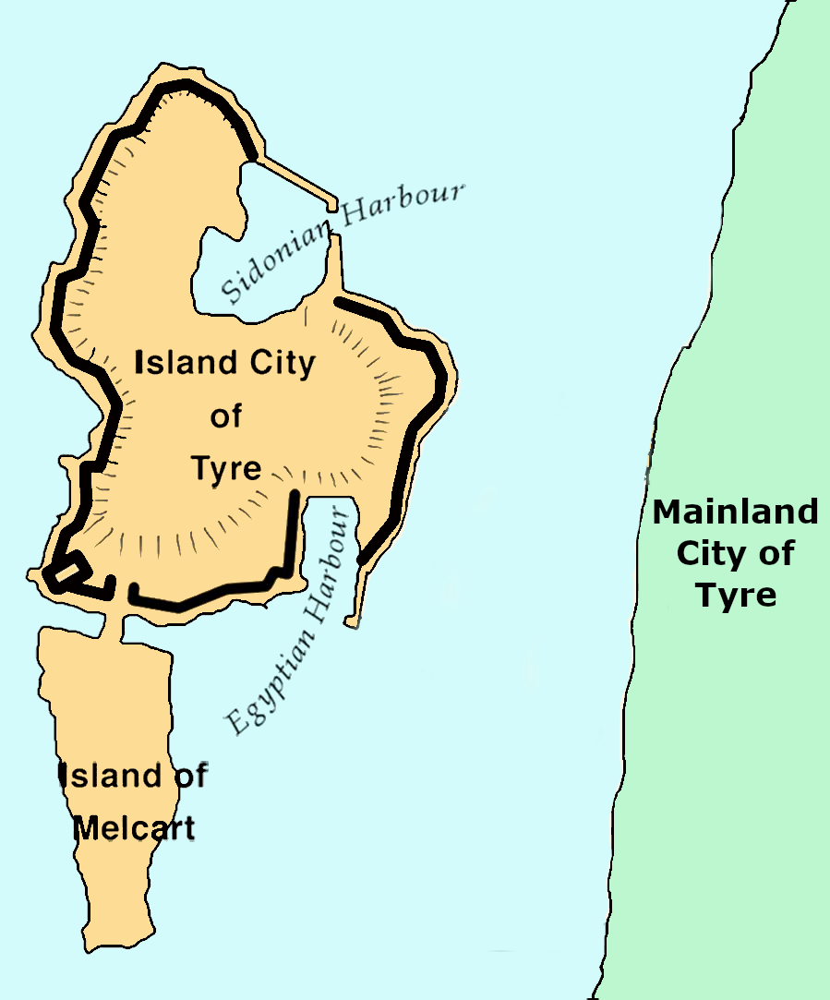 Sidonian Harbour
Island City
of
Tyre
Mainland
City of
Tyre
Egyptian Harbour
Island of
Melcart